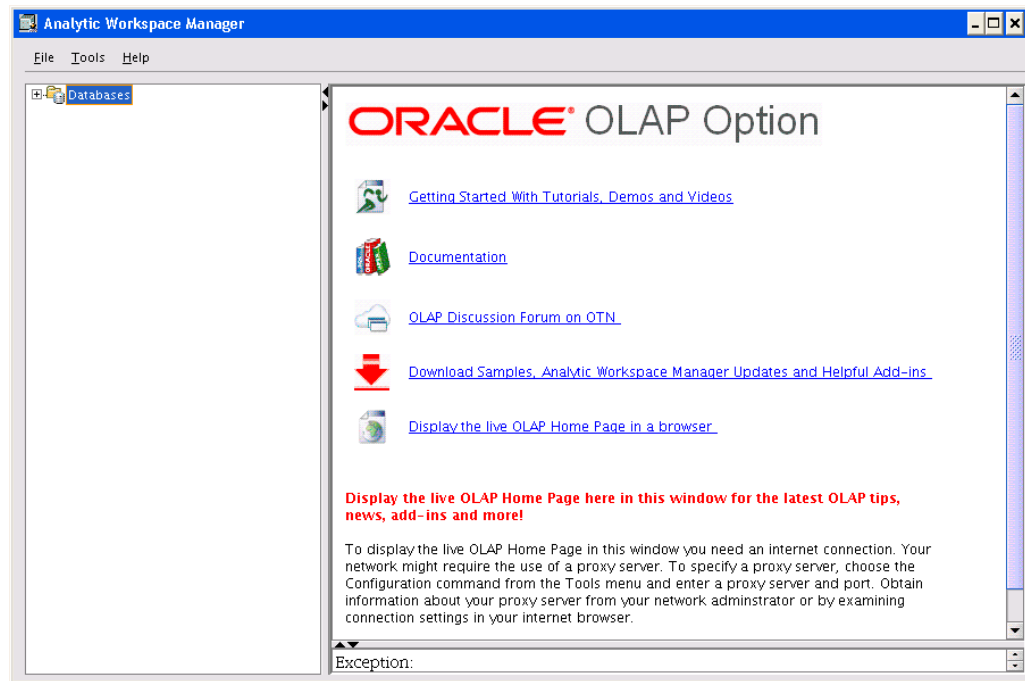 Analytic Workspace Manager
File Tools Help
Databases
ORACLE® OLAP Option
Getting Started With Tutorials, Demos and Videos
Documentation
OLAP Discussion Forum on OTN
Download Samples, Analytic Workspace Manager Updates and Helpful Add-ins
Display the live OLAP Home Page in a browser
Display the live OLAP Home Page here in this window for the latest OLAP tips,
news, add-ins and more!
To display the live OLAP Home Page in this window you need an internet connection. Your
network might require the use of a proxy server. To specify a proxy server, choose the
Configuration command from the Tools menu and enter a proxy server and port. Obtain
information about your proxy server from your network adminstrator or by examining
connection settings in your internet browser.
Exception: